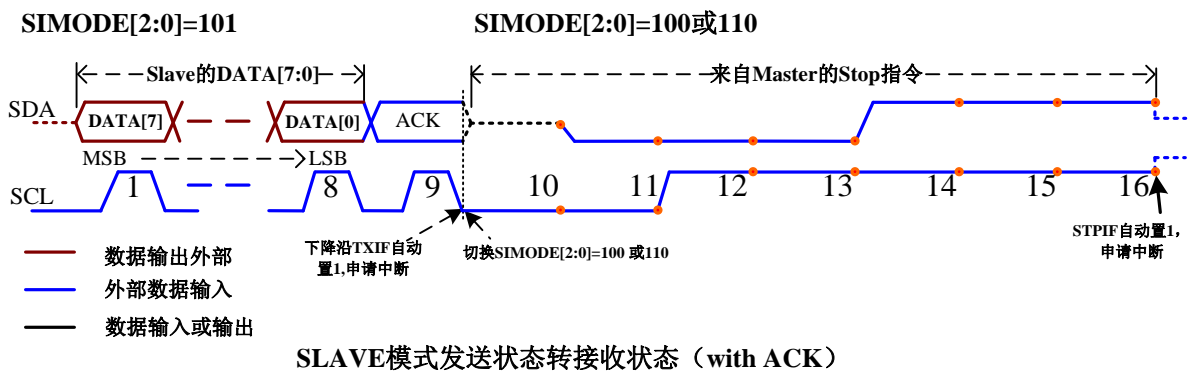 SIMODE[2:0]=101
SIMODE[2:0]=100或110
Slave的DATA[7:0]
来自Master的Stop指令
SDA
DATA[7]
DATA[0]
ACK
MSB
LSB
SCL
1
8
9
10
11
12
13
14
15
16
下降沿TXIF自动
置1,申请中断
切换SIMODE[2:0]=100 或110
STPIF自动置1，
申请中断
数据输出外部
外部数据输入
数据输入或输出
SLAVE模式发送状态转接收状态（with ACK）